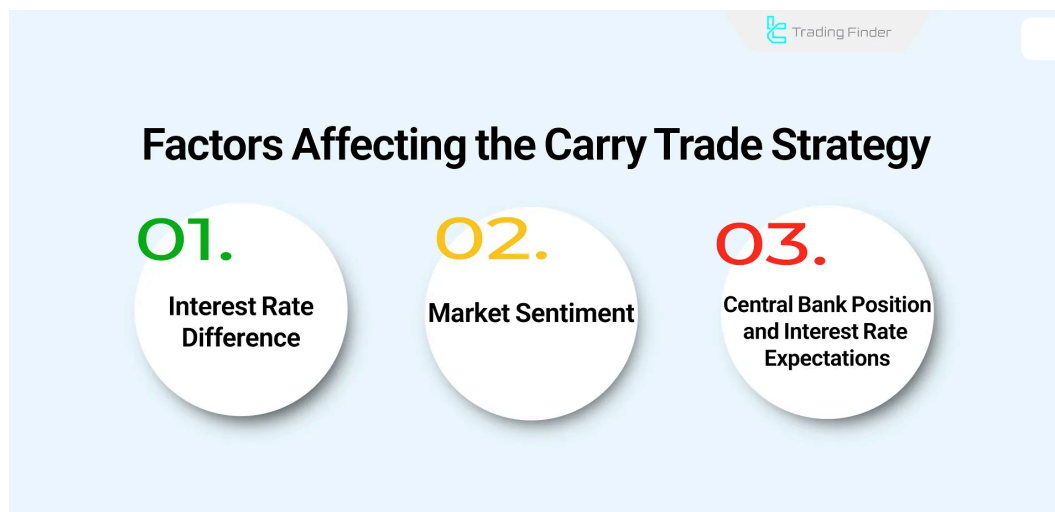 Trading Finder
Factors Affecting the Carry Trade Strategy
01.
Interest Rate
Difference
02.
Market Sentiment
03.
Central Bank Position
and Interest Rate
Expectations